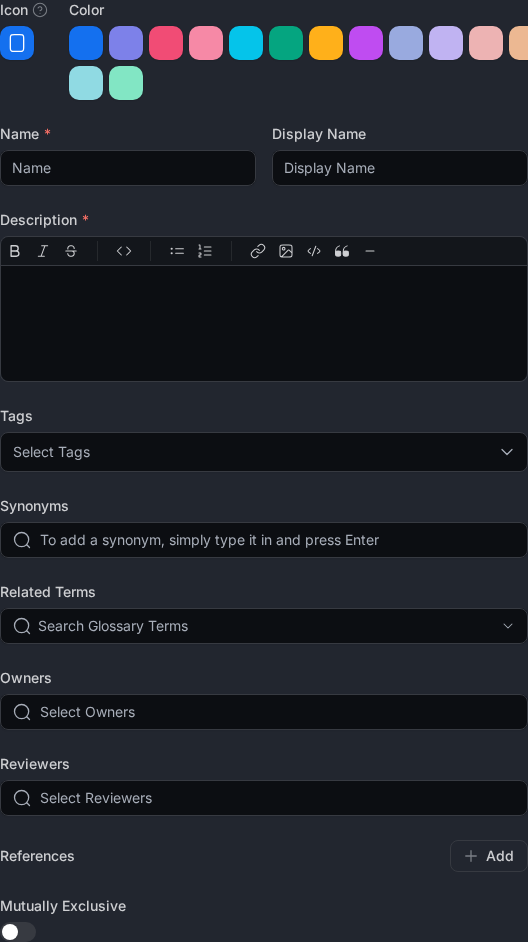 Icon Color
Name *
Display Name
Name
Display Name
Description *
Tags
Select Tags
Synonyms
To add a synonym, simply type it in and press Enter
Related Terms
Search Glossary Terms
Owners
Select Owners
Reviewers
Select Reviewers
References
Add
Mutually Exclusive